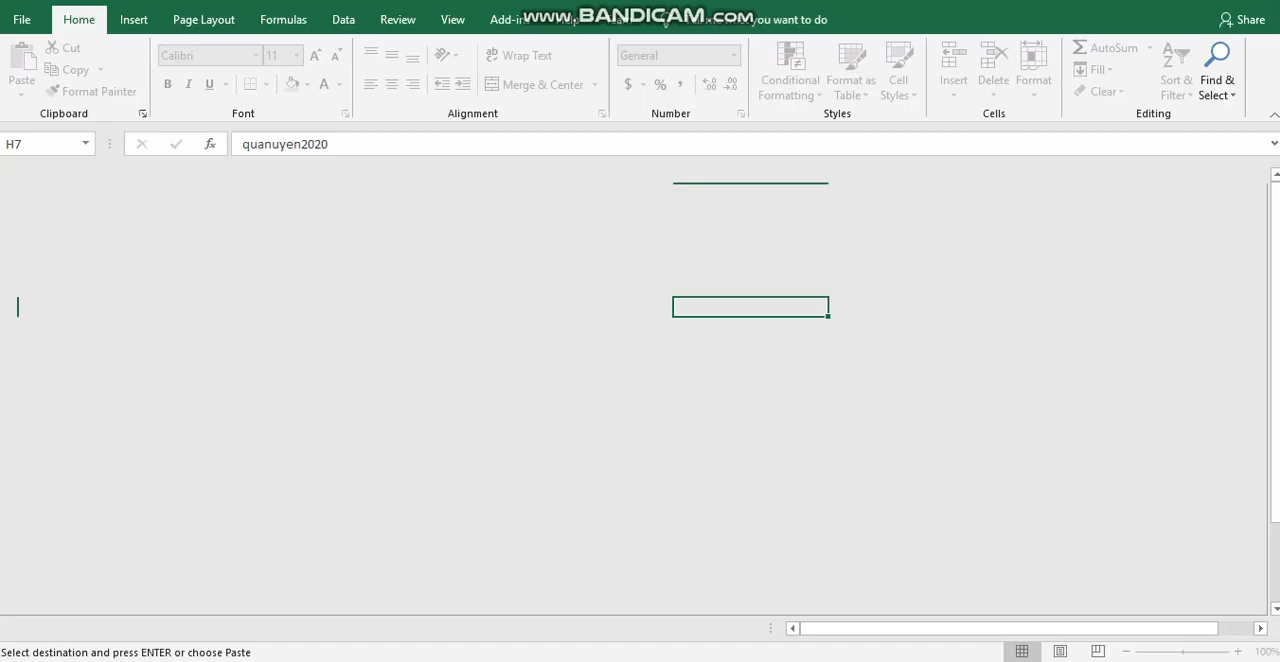 File Home Insert Page Layout Formulas Data Review View Add-in www.BANDICAM.com you want to do Share
Cut
Copy
Format Painter
Paste
Clipboard
Calibri 11
B I U A
Font
Wrap Text
Merge & Center
Alignment
General
$ % ,
Number
Conditional Formatting
Format as Table
Cell Styles
Styles
Insert Delete Format
Cells
AutoSum
Fill
Clear
Sort & Filter
Find & Select
Editing
H7 fx quanuyen2020
Select destination and press ENTER or choose Paste 100%